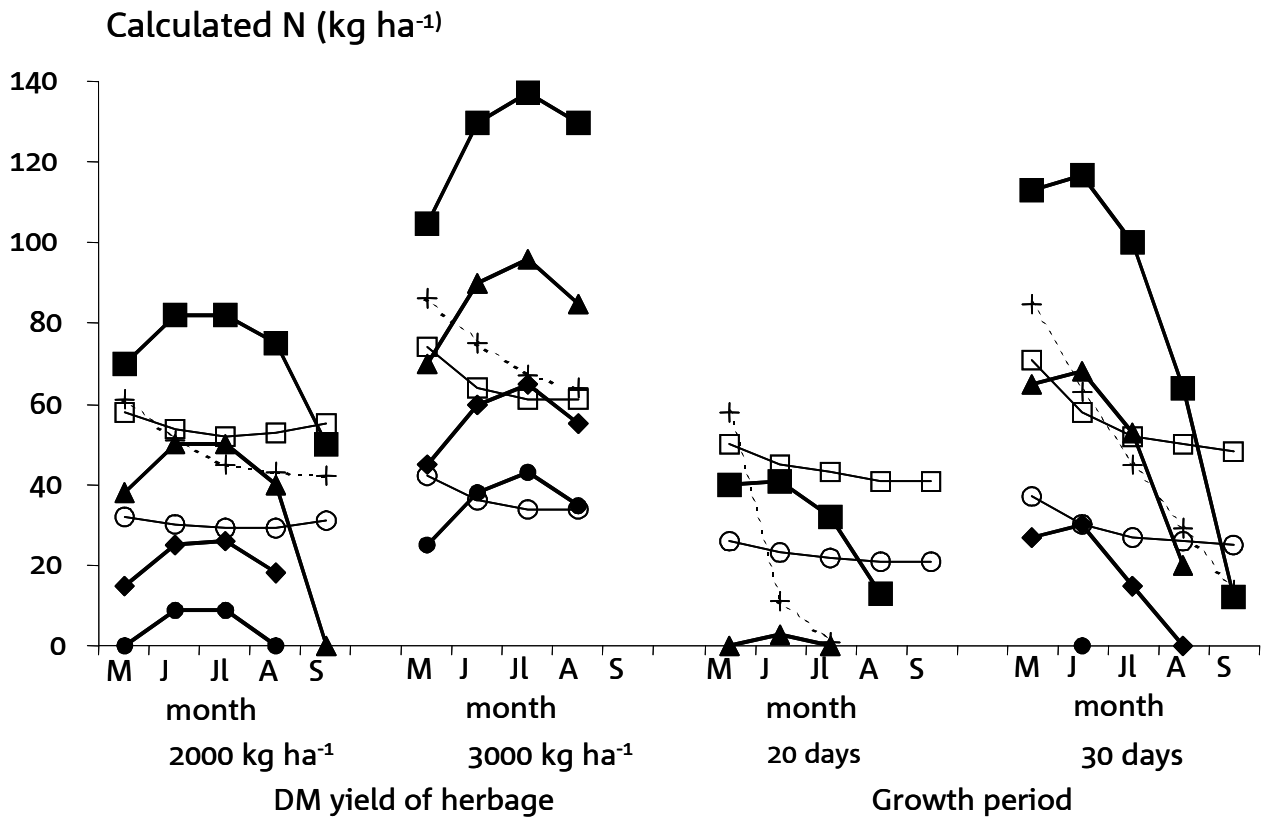 Calculated N (kg ha-1)
140
120
100
80
60
40
20
0
M J Jl A S M J Jl A S M J Jl A S M J Jl A S
month month month month
2000 kg ha-1 3000 kg ha-1 20 days 30 days
DM yield of herbage Growth period